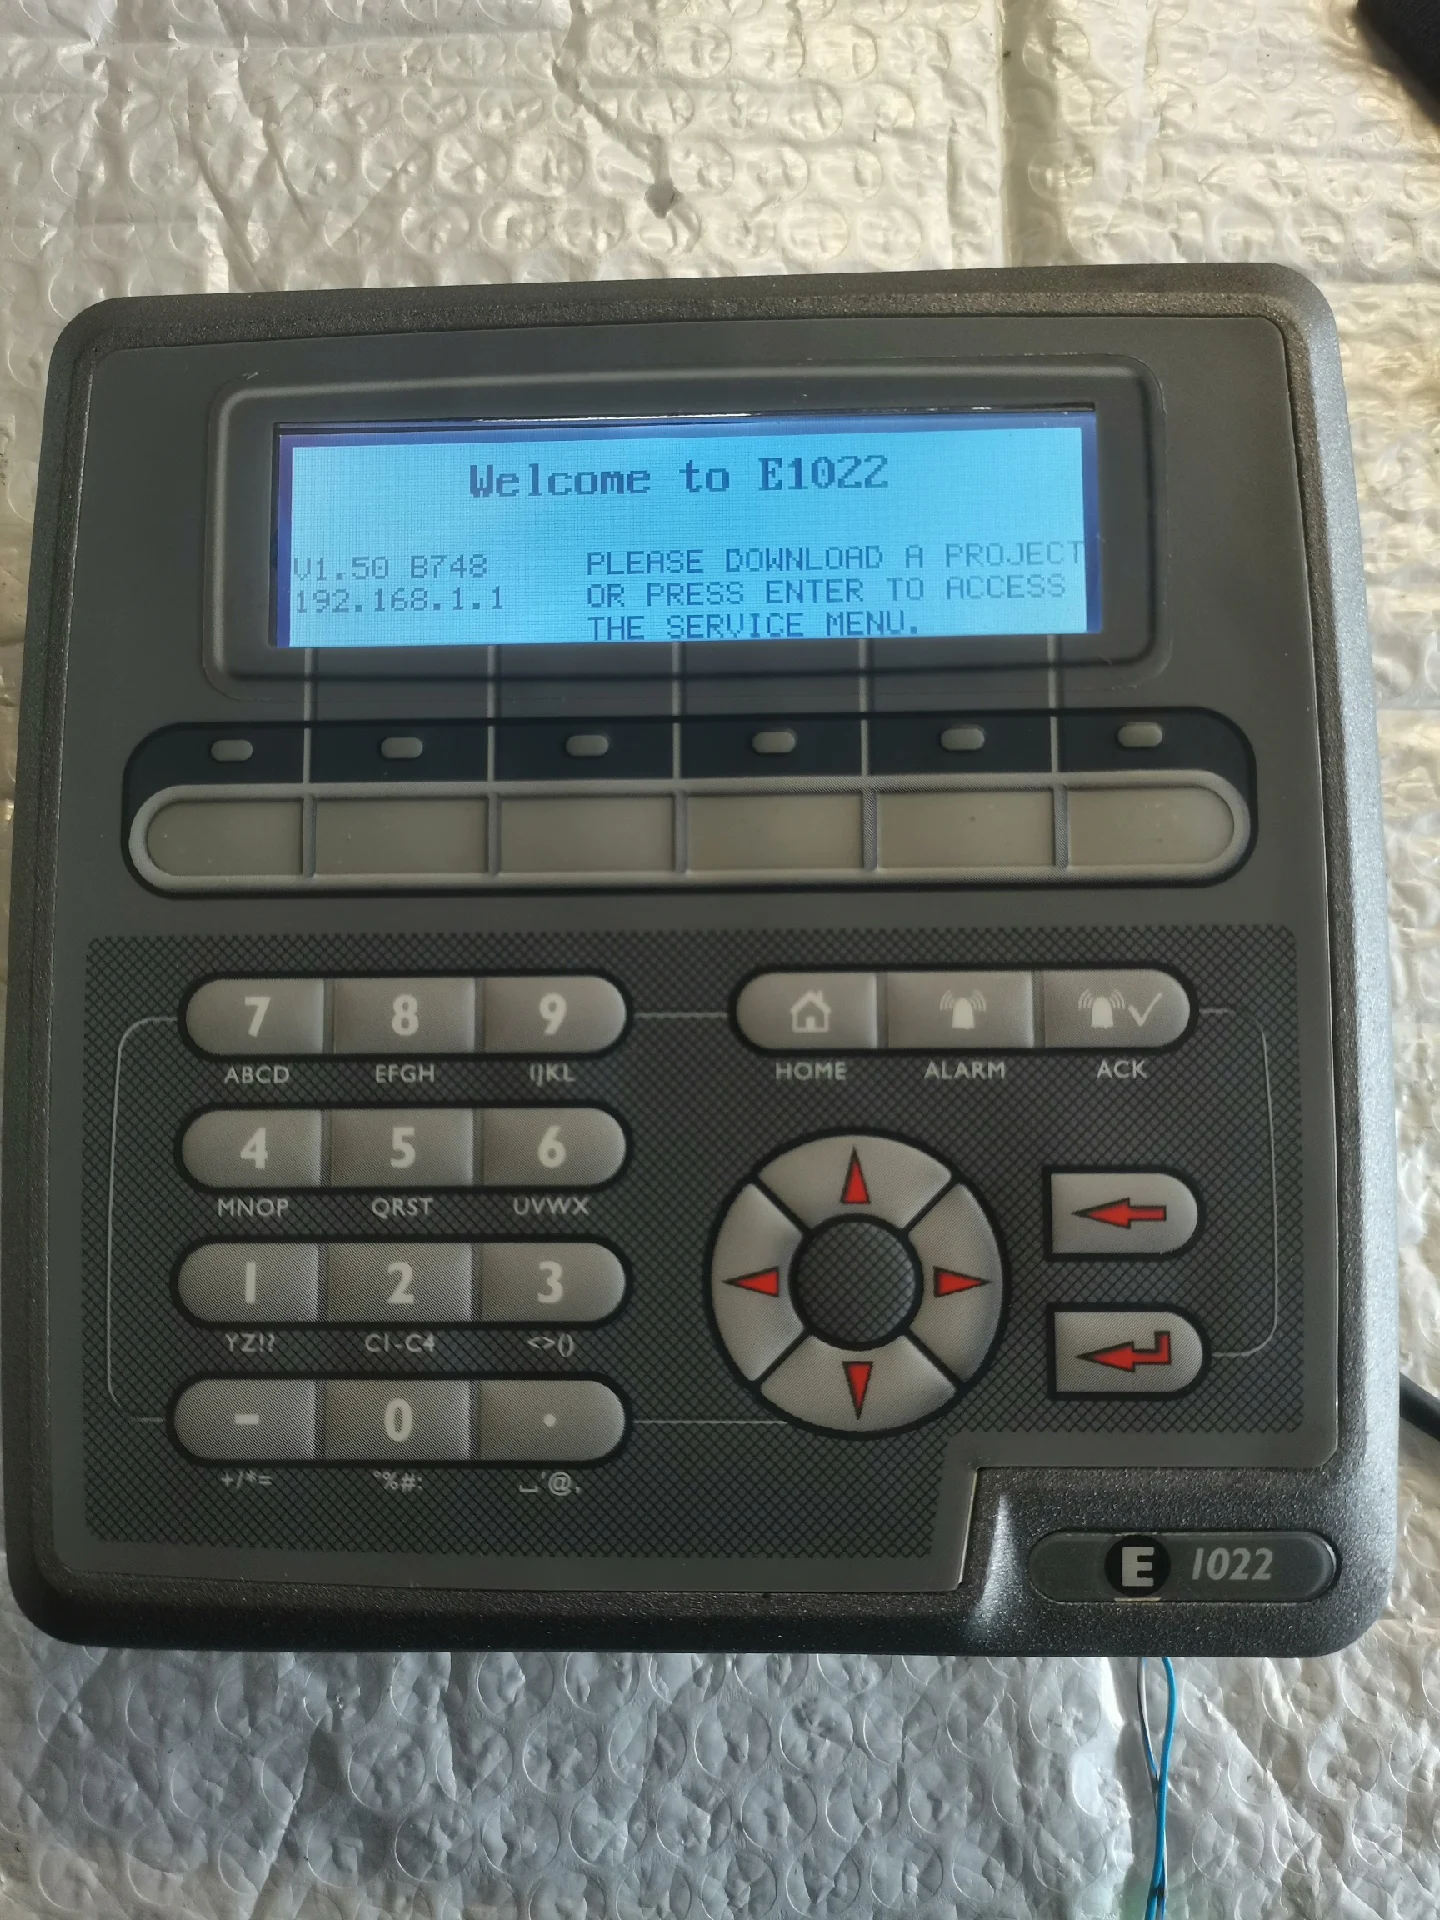 Welcome to E1022
V1.50 B748
192.168.1.1
PLEASE DOWNLOAD A PROJECT
OR PRESS ENTER TO ACCESS
THE SERVICE MENU.
7 8 9
ABCD EFGH IJKL
HOME ALARM ACK
4 5 6
MNOP QRST UVWX
1 2 3
YZ!? C1-C4 <>()
- 0 .
+/*= °%#: ⎵'@,
E 1022